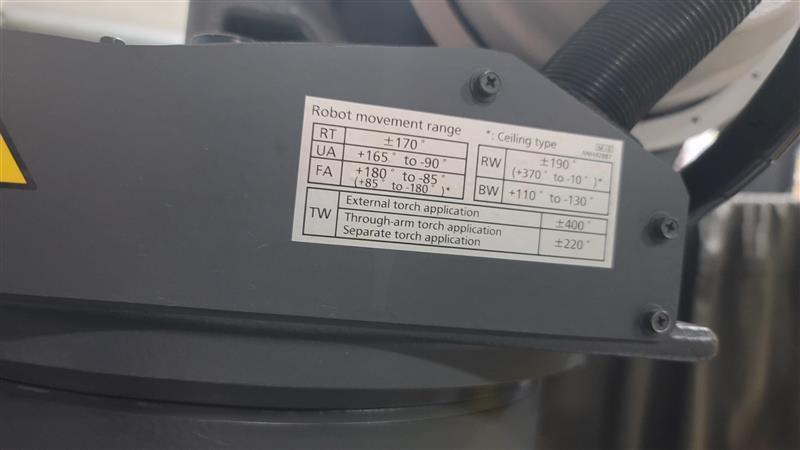 Robot movement range *: Ceiling type
RT ±170°
UA +165° to -90°
FA +180° to -85°
(+85° to -180°)*
RW ±190°
(+370° to -10°)*
BW +110° to -130°
TW External torch application ±400°
Through-arm torch application ±220°
Separate torch application